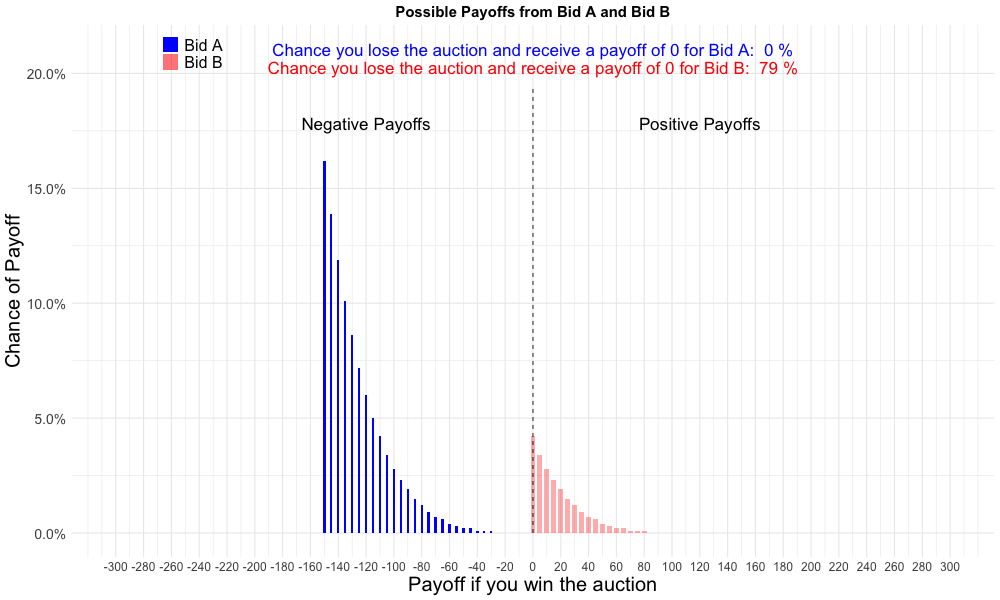 Possible Payoffs from Bid A and Bid B
Bid A
Bid B
Chance you lose the auction and receive a payoff of 0 for Bid A:  0 %
Chance you lose the auction and receive a payoff of 0 for Bid B:  79 %
Negative Payoffs
Positive Payoffs
Chance of Payoff
20.0%
15.0%
10.0%
5.0%
0.0%
-300 -280 -260 -240 -220 -200 -180 -160 -140 -120 -100 -80 -60 -40 -20 0 20 40 60 80 100 120 140 160 180 200 220 240 260 280 300
Payoff if you win the auction